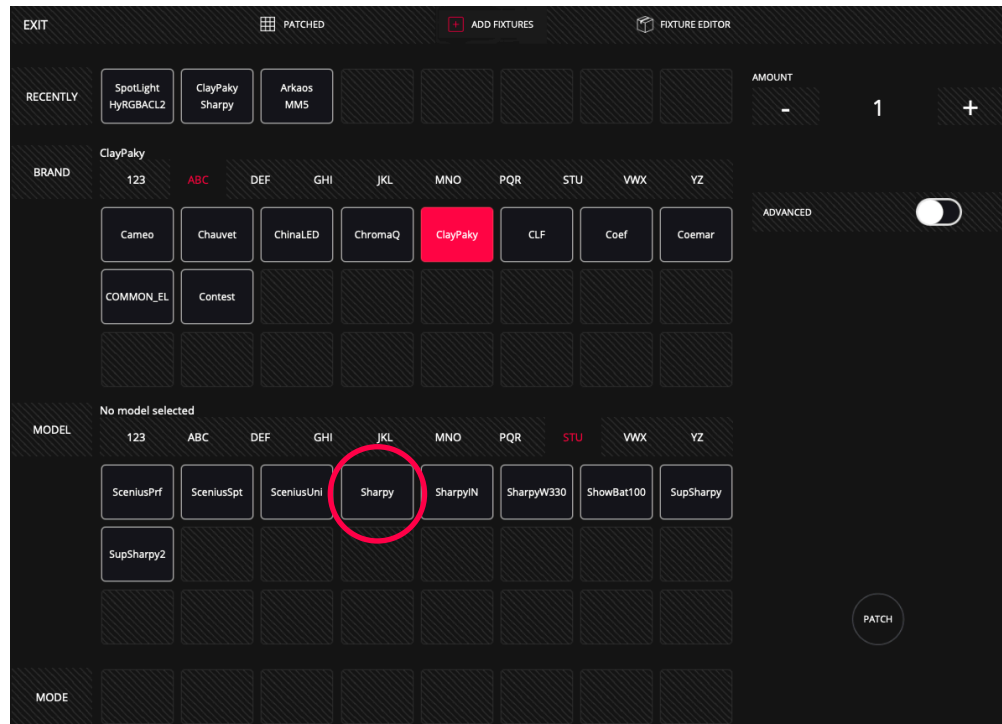 EXIT
PATCHED
ADD FIXTURES
FIXTURE EDITOR
RECENTLY
SpotLight
HyRGBACL2
ClayPaky
Sharpy
Arkaos
MM5
AMOUNT
- 1 +
BRAND
ClayPaky
123 ABC DEF GHI JKL MNO PQR STU VWX YZ
ADVANCED
Cameo Chauvet ChinaLED ChromaQ ClayPaky CLF Coef Coemar
COMMON_EL Contest
MODEL
No model selected
123 ABC DEF GHI JKL MNO PQR STU VWX YZ
SceniusPrf SceniusSpt SceniusUni Sharpy SharpyIN SharpyW330 ShowBat100 SupSharpy
SupSharpy2
PATCH
MODE